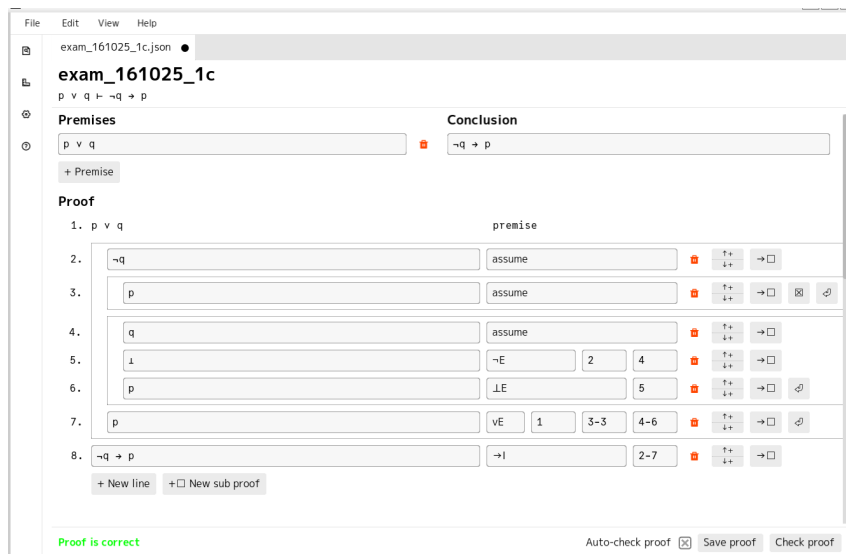 File Edit View Help
exam_161025_1c.json ●
exam_161025_1c
p ∨ q ⊢ ¬q → p
Premises Conclusion
p ∨ q ¬q → p
+ Premise
Proof
1. p ∨ q premise
2. ¬q assume ↑+ ↓+ →☐
3. p assume ↑+ ↓+ →☐ ☒ ⏎
4. q assume ↑+ ↓+ →☐
5. ⊥ ¬E 2 4 ↑+ ↓+ →☐
6. p ⊥E 5 ↑+ ↓+ →☐ ⏎
7. p ∨E 1 3-3 4-6 ↑+ ↓+ →☐ ⏎
8. ¬q → p →I 2-7 ↑+ ↓+ →☐
+ New line +☐ New sub proof
Proof is correct Auto-check proof ☒ Save proof Check proof